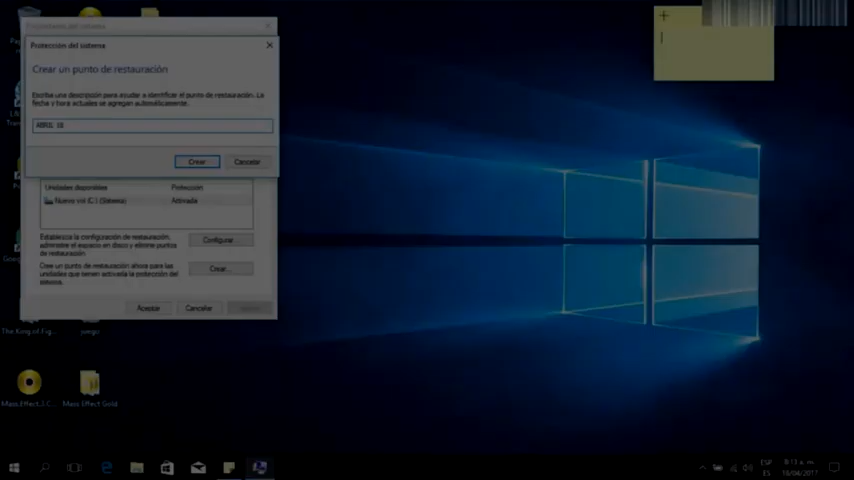 Protección del sistema
Crear un punto de restauración
Escriba una descripción para ayudar a identificar el punto de restauración. La
fecha y hora actuales se agregan automáticamente.
ABRIL 18
Crear
Cancelar
Unidades disponibles
Protección
Nuevo vol (C:) (Sistema)
Activada
Establezca la configuración de restauración,
administre el espacio en disco y elimine puntos
de restauración
Configurar
Cree un punto de restauración ahora para las
unidades que tienen activada la protección del
sistema.
Crear...
Aceptar
Cancelar
The King of Fig...
juego
Mass Effect 3 C...
Mass Effect Gold
ESP
ES